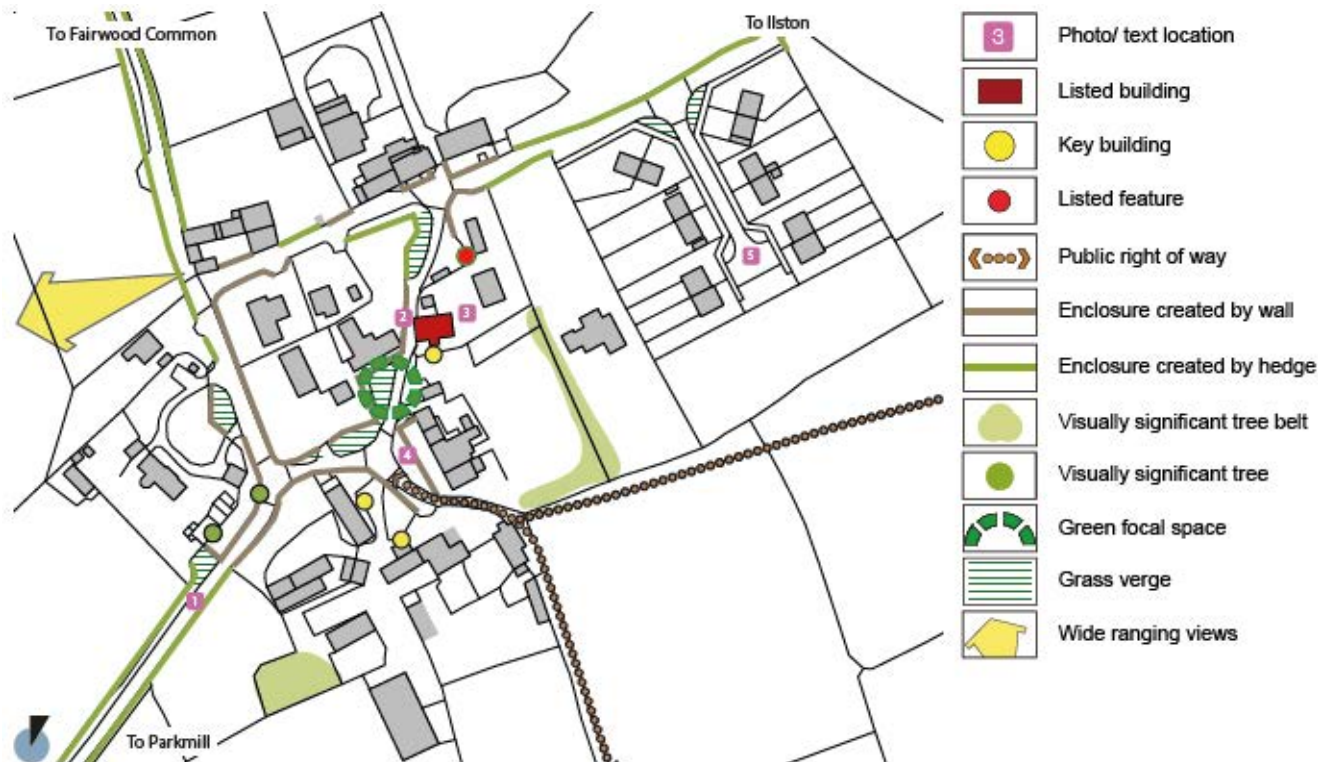 To Fairwood Common
To Ilston
2
3
5
4
1
To Parkmill
3
Photo/ text location
Listed building
Key building
Listed feature
Public right of way
Enclosure created by wall
Enclosure created by hedge
Visually significant tree belt
Visually significant tree
Green focal space
Grass verge
Wide ranging views